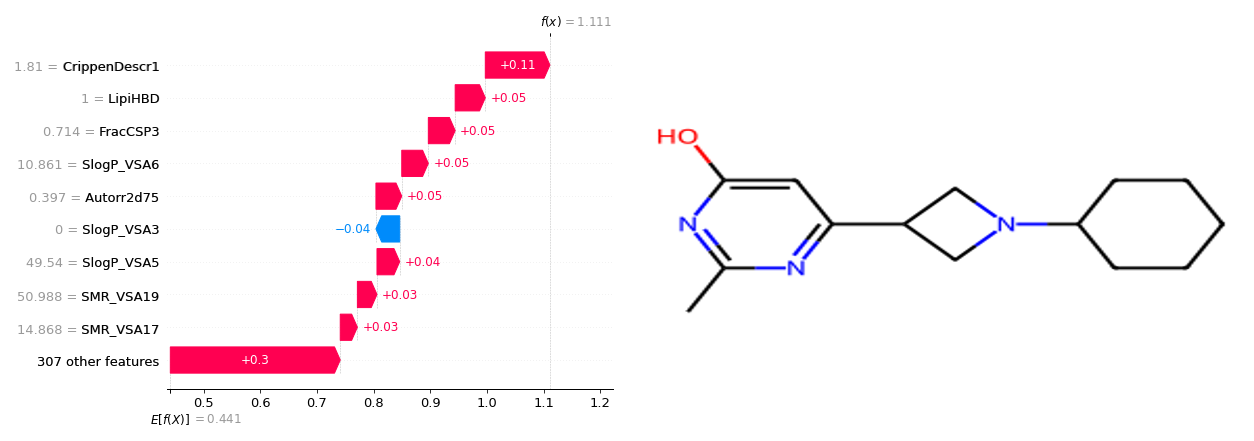 f(x) = 1.111
1.81 = CrippenDescr1
+0.11
1 = LipiHBD
+0.05
0.714 = FracCSP3
+0.05
10.861 = SlogP_VSA6
+0.05
0.397 = Autorr2d75
+0.05
0 = SlogP_VSA3
−0.04
49.54 = SlogP_VSA5
+0.04
50.988 = SMR_VSA19
+0.03
14.868 = SMR_VSA17
+0.03
307 other features
+0.3
0.5 0.6 0.7 0.8 0.9 1.0 1.1 1.2
E[f(X)] = 0.441
HO
N
N
N